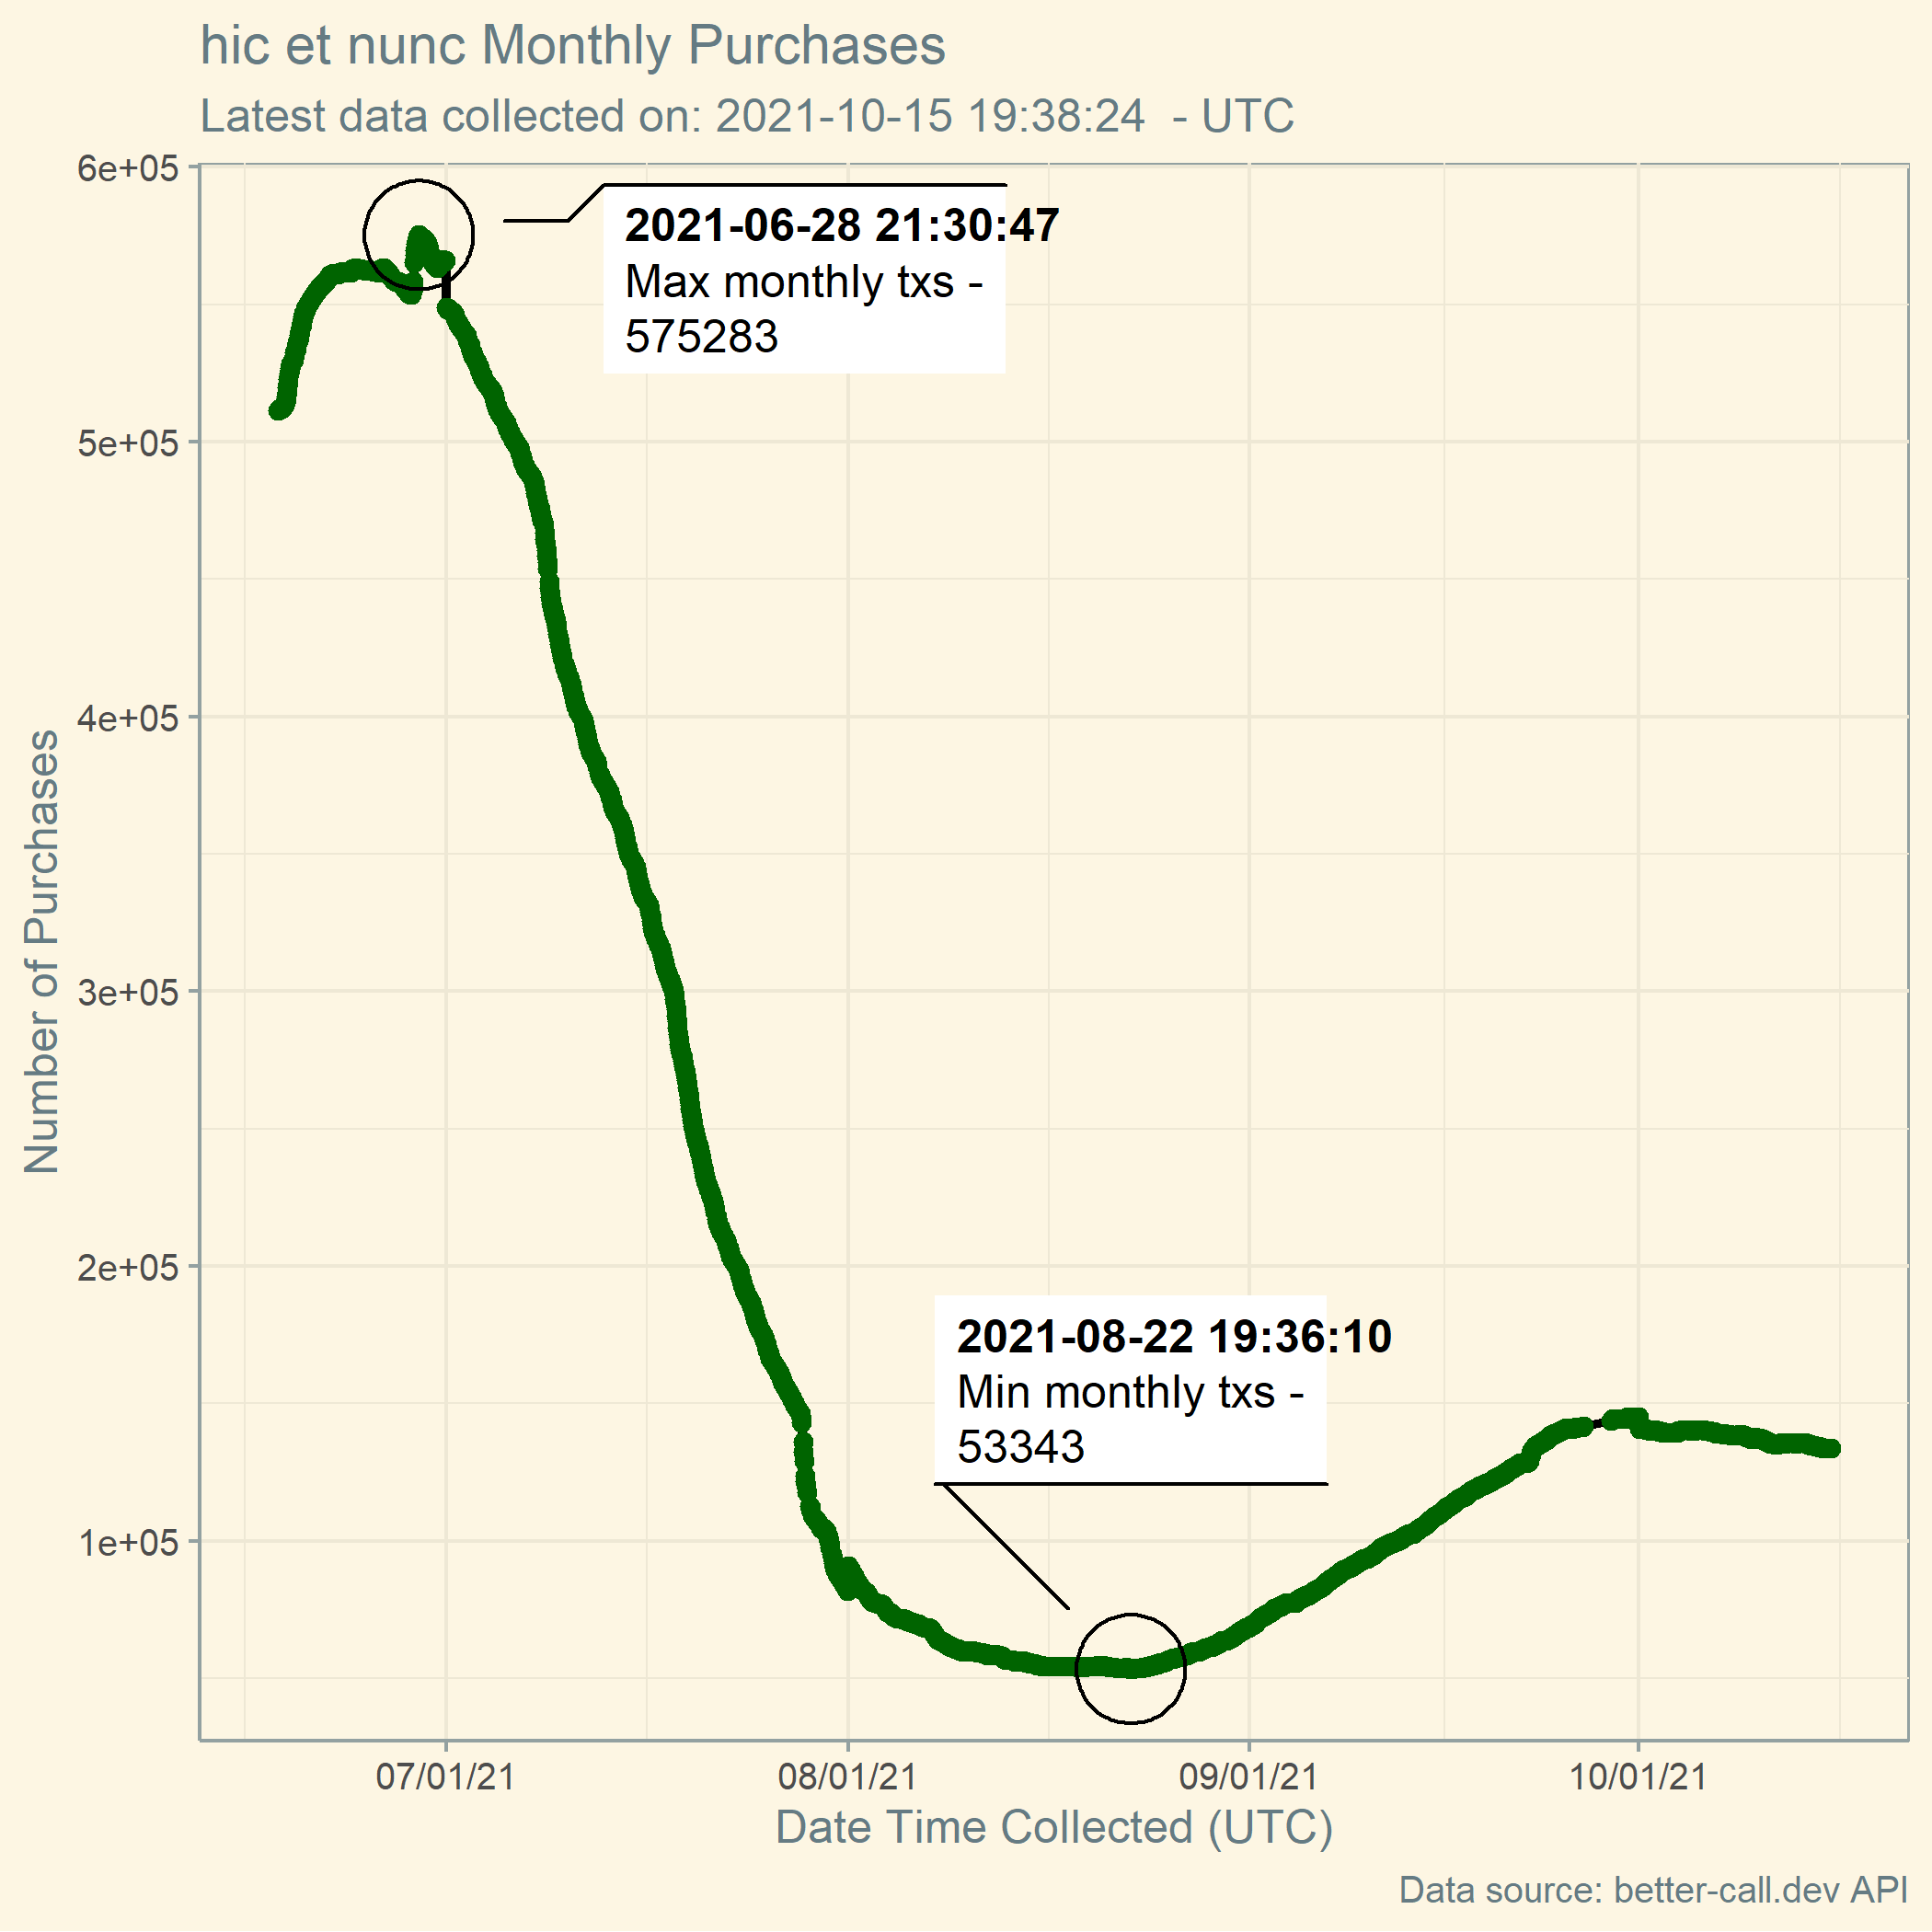 hic et nunc Monthly Purchases
Latest data collected on: 2021-10-15 19:38:24  - UTC
6e+05
5e+05
4e+05
3e+05
2e+05
1e+05
Number of Purchases
2021-06-28 21:30:47
Max monthly txs -
575283
2021-08-22 19:36:10
Min monthly txs -
53343
07/01/21
08/01/21
09/01/21
10/01/21
Date Time Collected (UTC)
Data source: better-call.dev API